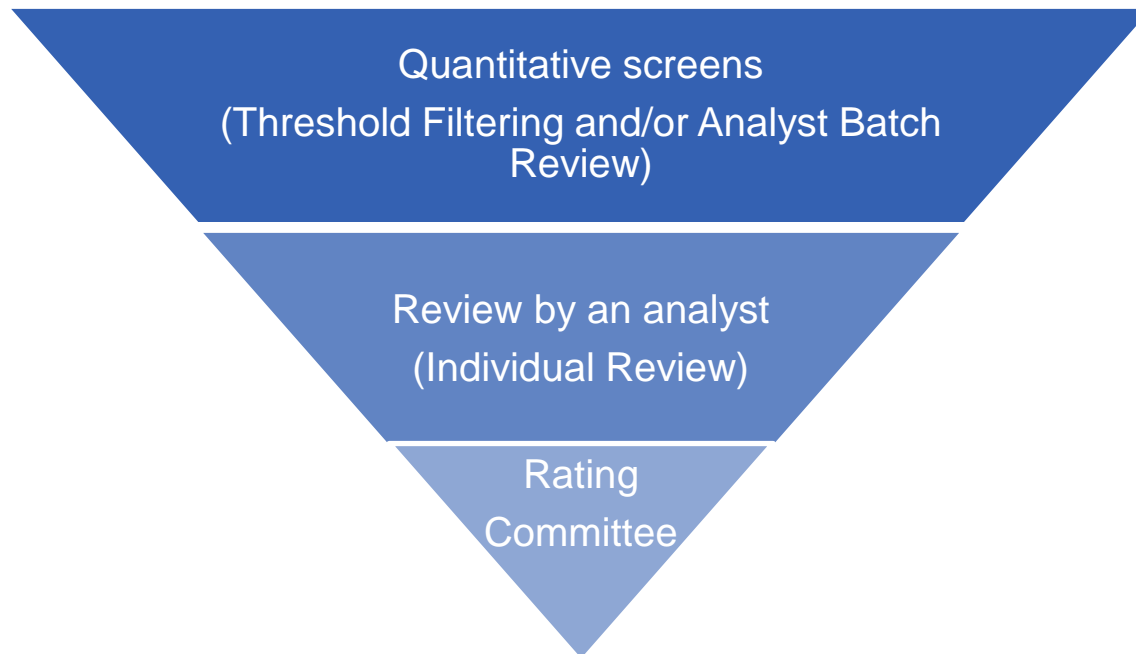 Quantitative screens
(Threshold Filtering and/or Analyst Batch
Review)
Review by an analyst
(Individual Review)
Rating
Committee